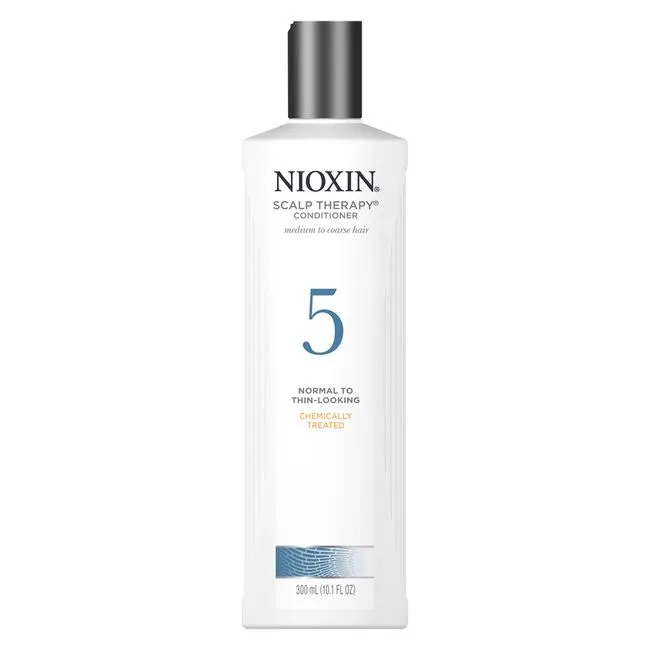 NIOXIN®
SCALP THERAPY®
CONDITIONER
medium to coarse hair
5
NORMAL TO
THIN-LOOKING
CHEMICALLY
TREATED
300 mL (10.1 FL OZ)